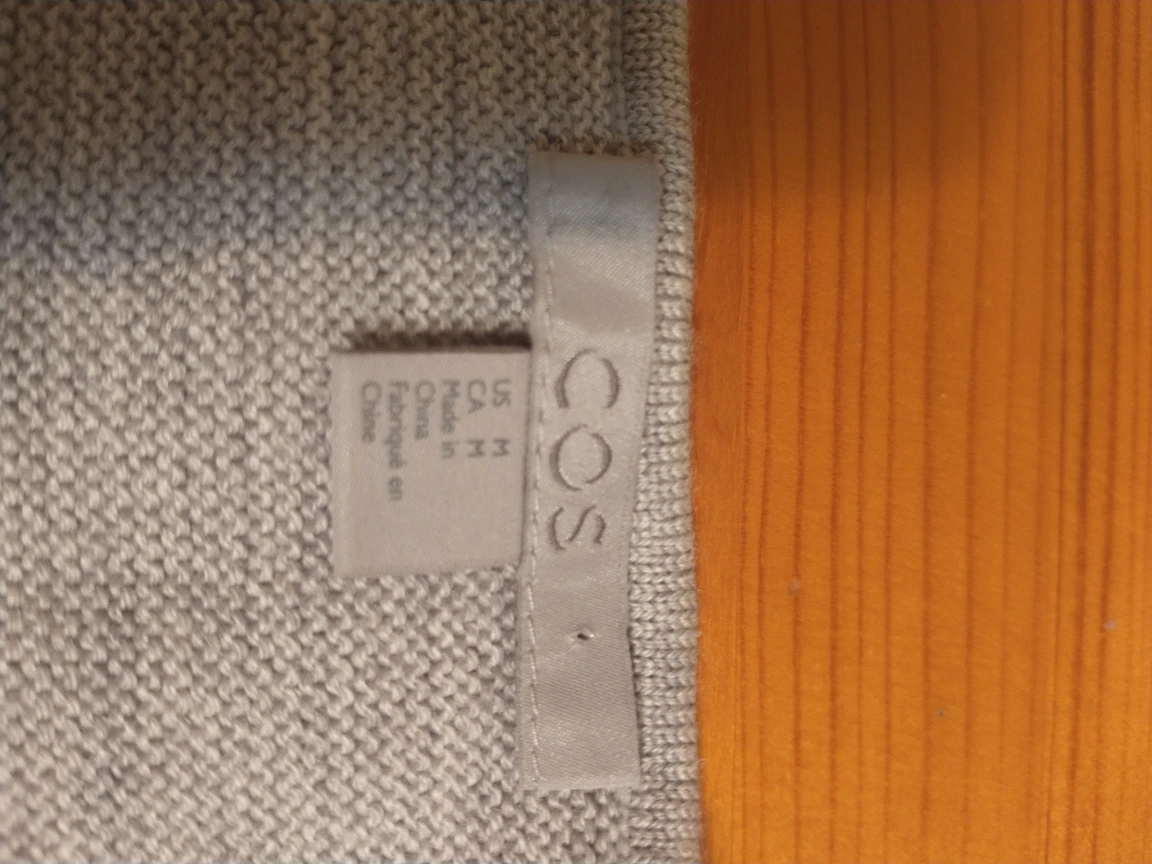 COS
US M
CA M
Made in
China
Fabriqué en
Chine